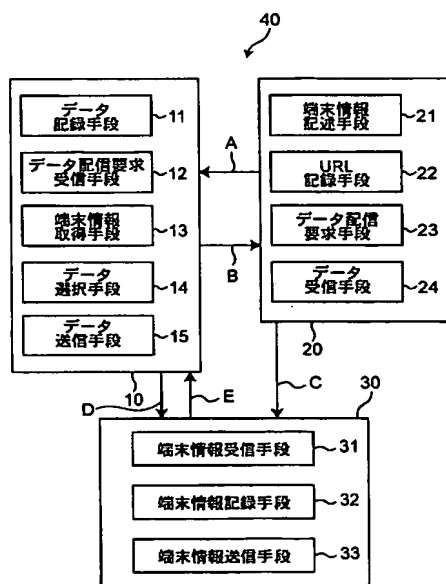 40
データ
記録手段
11
データ配信要求
受信手段
12
端末情報
取得手段
13
データ
選択手段
14
データ
送信手段
15
10
A
B
端末情報
記述手段
21
URL
記録手段
22
データ配信
要求手段
23
データ
受信手段
24
20
D
E
C
30
端末情報受信手段
31
端末情報記録手段
32
端末情報送信手段
33